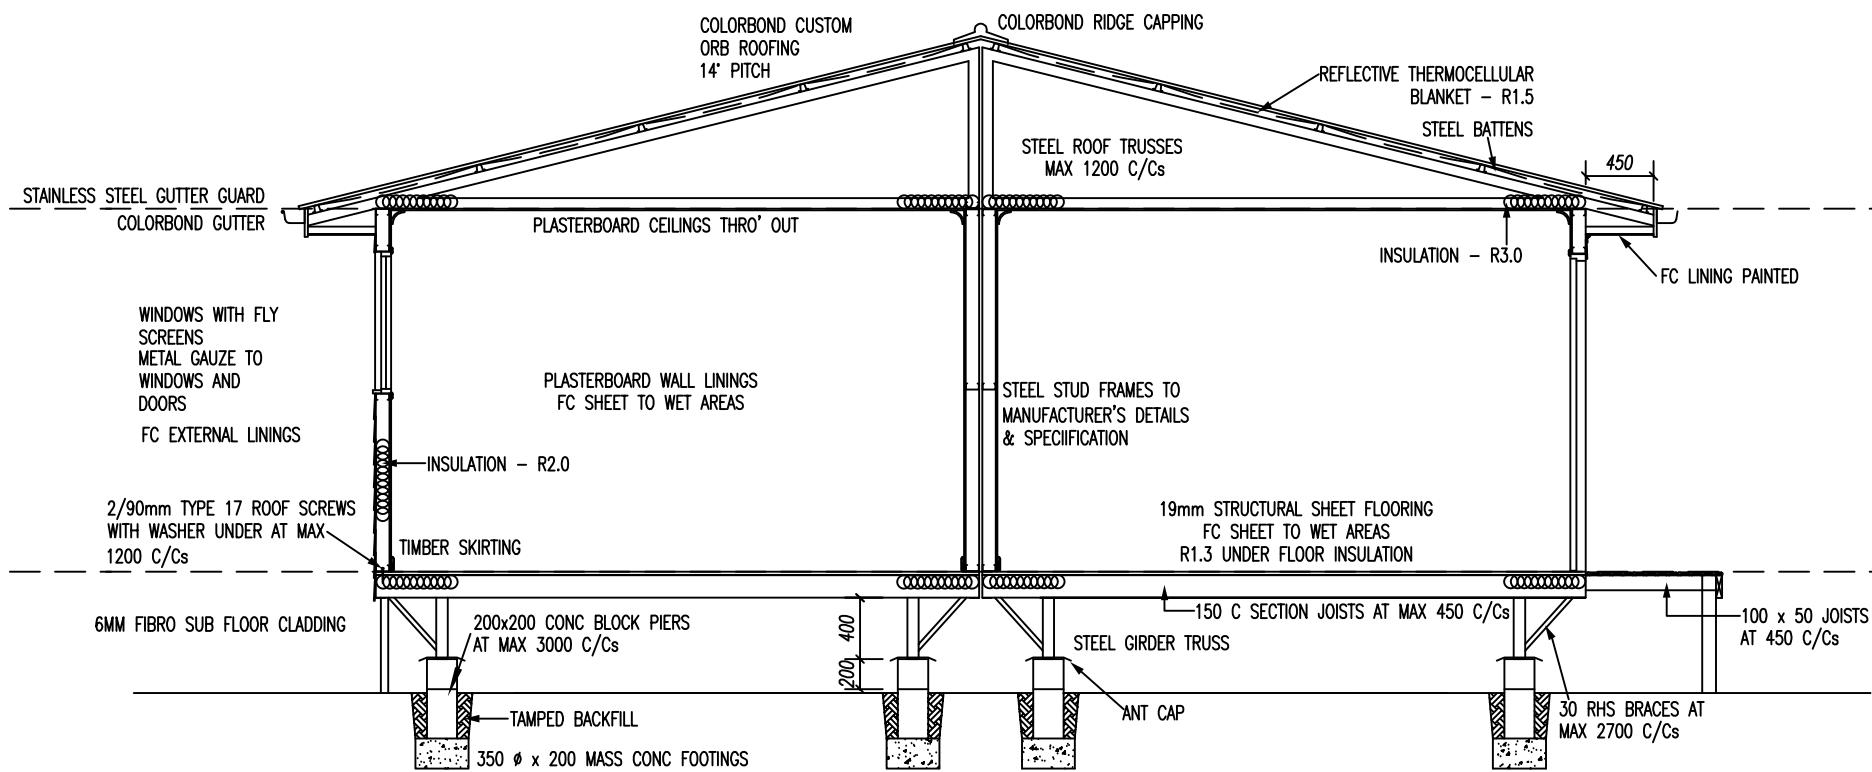 COLORBOND CUSTOM
ORB ROOFING
14° PITCH
COLORBOND RIDGE CAPPING
REFLECTIVE THERMOCELLULAR
BLANKET - R1.5
STEEL BATTENS
450
STEEL ROOF TRUSSES
MAX 1200 C/Cs
STAINLESS STEEL GUTTER GUARD
COLORBOND GUTTER
PLASTERBOARD CEILINGS THRO' OUT
INSULATION - R3.0
FC LINING PAINTED
WINDOWS WITH FLY
SCREENS
METAL GAUZE TO
WINDOWS AND
DOORS
FC EXTERNAL LININGS
PLASTERBOARD WALL LININGS
FC SHEET TO WET AREAS
STEEL STUD FRAMES TO
MANUFACTURER'S DETAILS
& SPECIIFICATION
INSULATION - R2.0
2/90mm TYPE 17 ROOF SCREWS
WITH WASHER UNDER AT MAX
1200 C/Cs
TIMBER SKIRTING
19mm STRUCTURAL SHEET FLOORING
FC SHEET TO WET AREAS
R1.3 UNDER FLOOR INSULATION
6MM FIBRO SUB FLOOR CLADDING
200x200 CONC BLOCK PIERS
AT MAX 3000 C/Cs
400
200
150 C SECTION JOISTS AT MAX 450 C/Cs
STEEL GIRDER TRUSS
100 x 50 JOISTS
AT 450 C/Cs
TAMPED BACKFILL
ANT CAP
30 RHS BRACES AT
MAX 2700 C/Cs
350 ϕ x 200 MASS CONC FOOTINGS